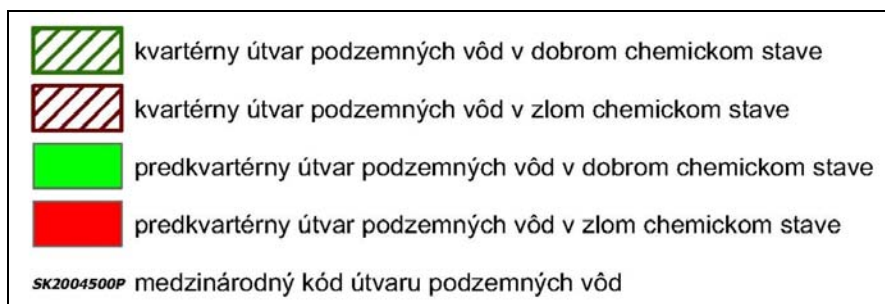 kvartérny útvar podzemných vôd v dobrom chemickom stave
kvartérny útvar podzemných vôd v zlom chemickom stave
predkvartérny útvar podzemných vôd v dobrom chemickom stave
predkvartérny útvar podzemných vôd v zlom chemickom stave
SK2004500P medzinárodný kód útvaru podzemných vôd